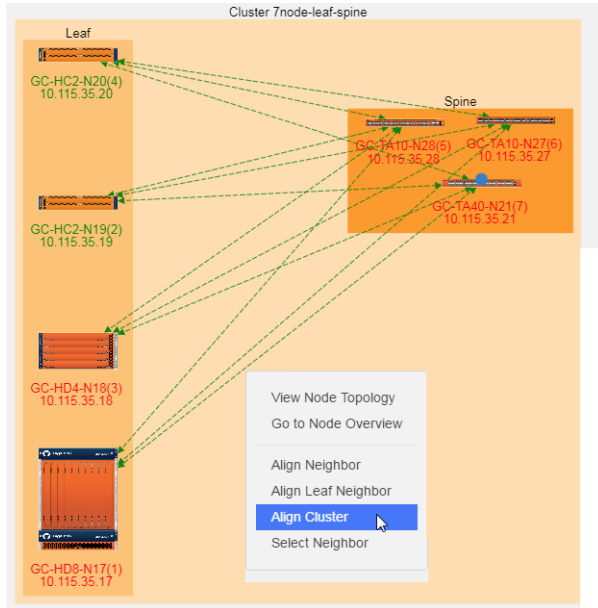 Cluster 7node-leaf-spine
Leaf
GC-HC2-N20(4)
10.115.35.20
Spine
GC-TA10-N28(5)
10.115.35.28
GC-TA10-N27(6)
10.115.35.27
GC-TA40-N21(7)
10.115.35.21
GC-HC2-N19(2)
10.115.35.19
GC-HD4-N18(3)
10.115.35.18
GC-HD8-N17(1)
10.115.35.17
View Node Topology
Go to Node Overview
Align Neighbor
Align Leaf Neighbor
Align Cluster
Select Neighbor